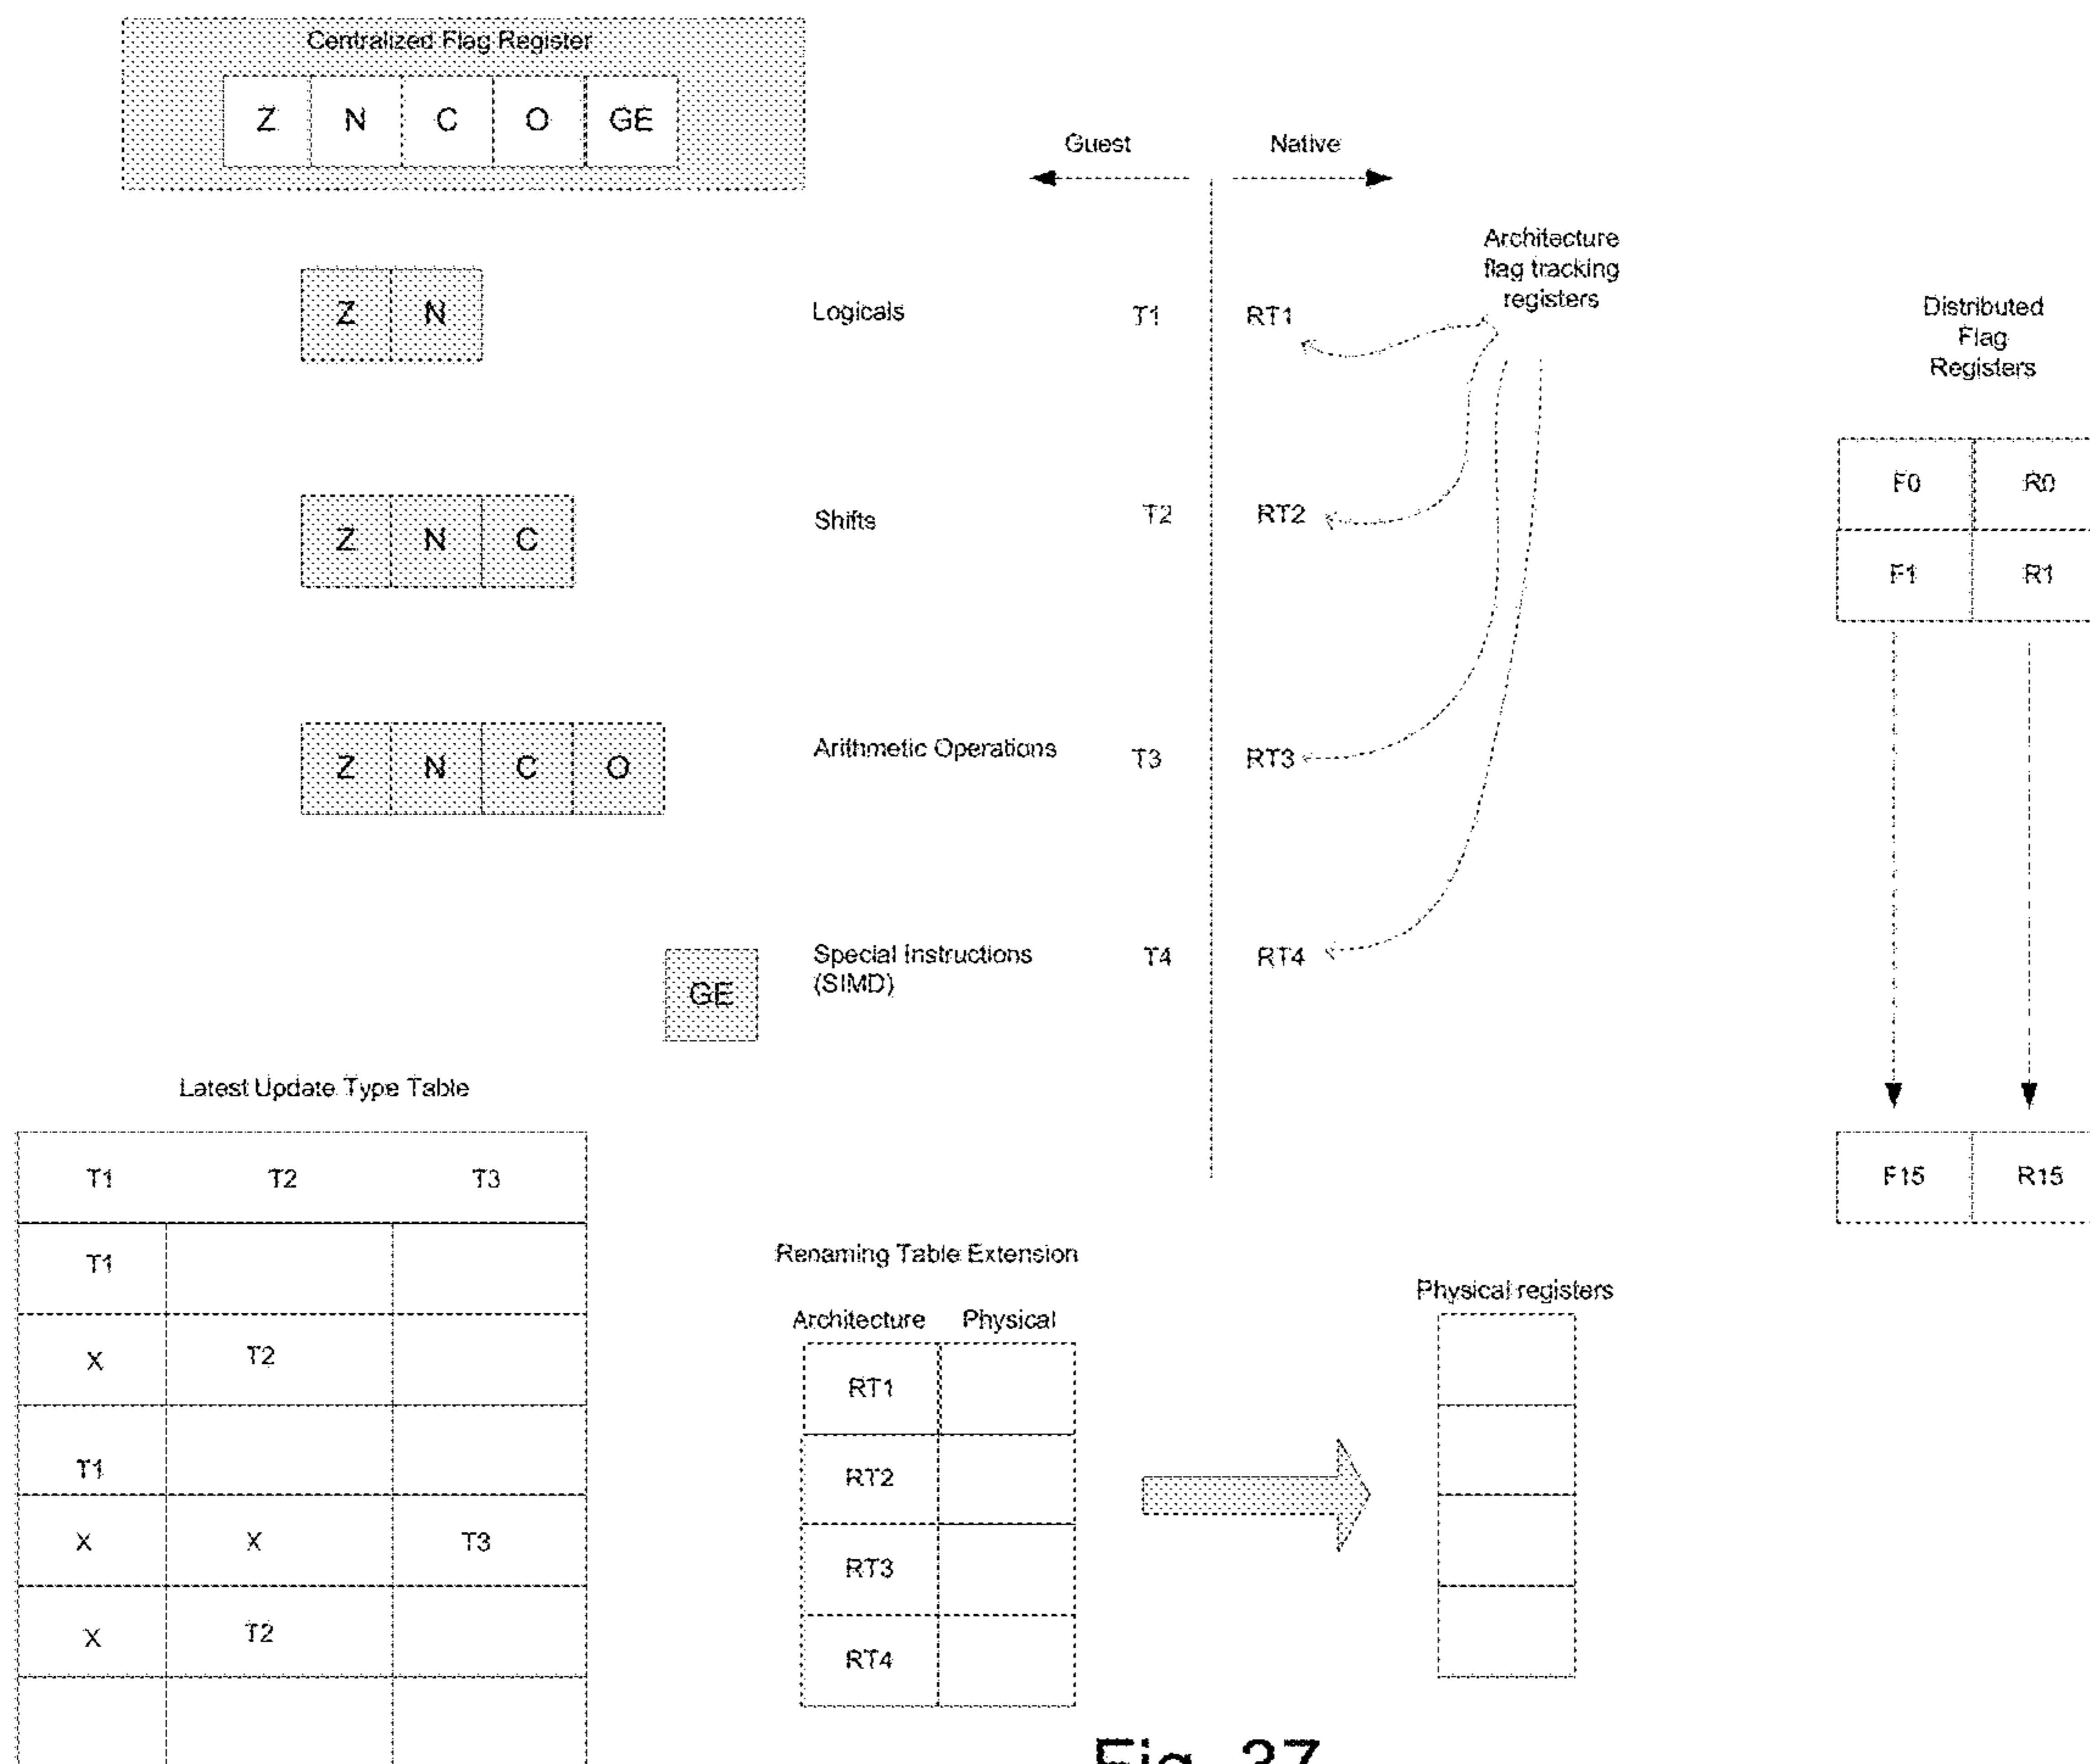 Centralized Flag Register
Z N C O GE
Guest Native
Architecture
flag tracking
registers
Z N
Logicals T1 RT1
Distributed
Flag
Registers
Z N C
Shifts T2 RT2
F0 R0
F1 R1
Z N C O
Arithmetic Operations T3 RT3
GE
Special Instructions
(SIMD)
T4 RT4
F15 R15
Latest Update Type Table
T1 T2 T3
T1
X T2
T1
X X T3
X T2
Renaming Table Extension
Architecture Physical
RT1
RT2
RT3
RT4
Physical registers
Fig. 37